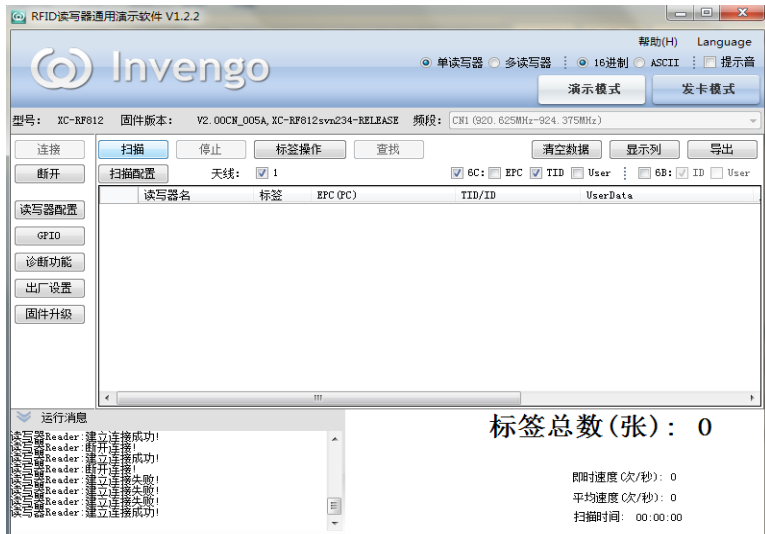 RFID读写器通用演示软件 V1.2.2
帮助(H) Language
Invengo
单读写器 多读写器 16进制 ASCII 提示音
演示模式 发卡模式
型号: XC-RF812 固件版本: V2.00CN_005A,XC-RF812svn234-RELEASE 频段: CN1(920.625MHz-924.375MHz)
连接 扫描 停止 标签操作 查找 清空数据 显示列 导出
断开 扫描配置 天线: 1 6C: EPC TID User 6B: ID User
读写器名 标签 EPC(PC) TID/ID UserData
读写器配置
GPIO
诊断功能
出厂设置
固件升级
运行消息
标签总数(张): 0
读写器Reader:建立连接成功!
读写器Reader:断开连接!
读写器Reader:建立连接成功!
读写器Reader:断开连接!
读写器Reader:建立连接失败!
读写器Reader:建立连接失败!
读写器Reader:建立连接失败!
读写器Reader:建立连接成功!
即时速度(次/秒): 0
平均速度(次/秒): 0
扫描时间: 00:00:00